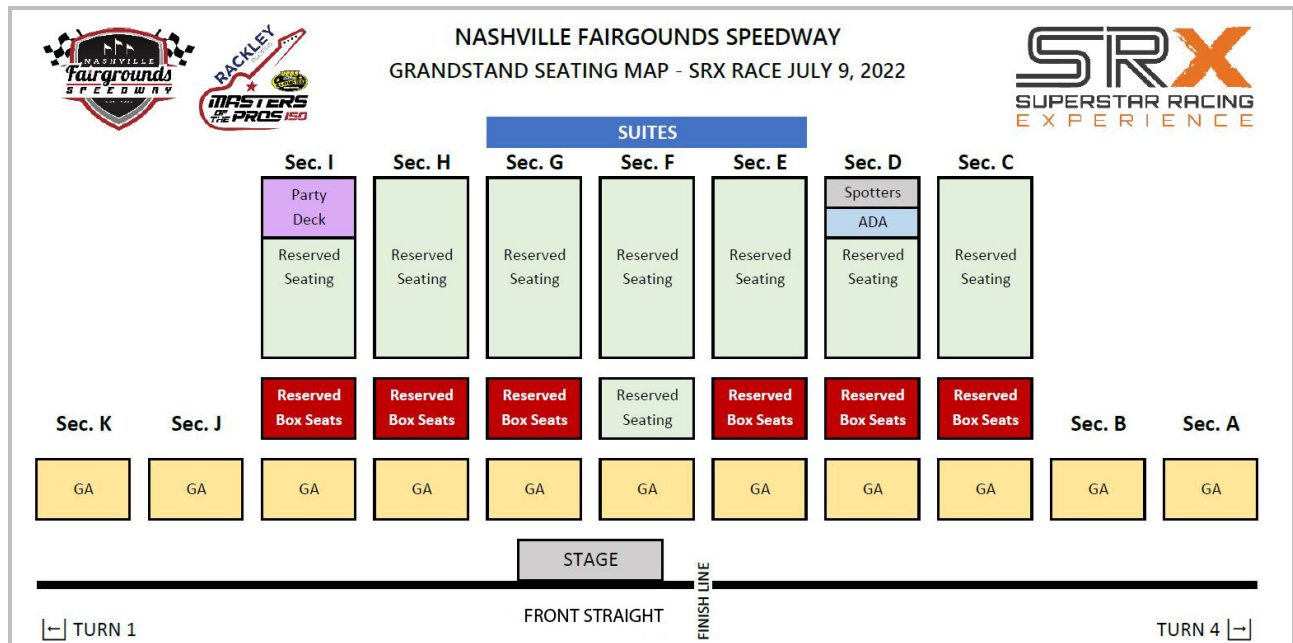 NASHVILLE
Fairgrounds
SPEEDWAY
RACKLEY
ROOFING
MASTERS
OF THE PROS 150
NASHVILLE FAIRGOUNDS SPEEDWAY
GRANDSTAND SEATING MAP - SRX RACE JULY 9, 2022
SRX
SUPERSTAR RACING
EXPERIENCE
SUITES
Sec. I Sec. H Sec. G Sec. F Sec. E Sec. D Sec. C
Party
Deck
Spotters
ADA
Reserved Reserved Reserved Reserved Reserved Reserved Reserved
Seating Seating Seating Seating Seating Seating Seating
Reserved Reserved Reserved Reserved Reserved Reserved Reserved
Box Seats Box Seats Box Seats Seating Box Seats Box Seats Box Seats
Sec. K Sec. J Sec. B Sec. A
GA GA GA GA GA GA GA GA GA GA GA
STAGE
FINISH LINE
FRONT STRAIGHT
← TURN 1
TURN 4 →